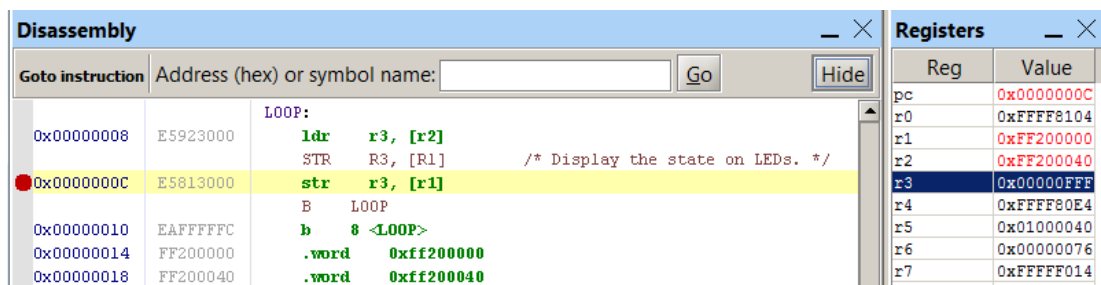 Disassembly
Goto instruction Address (hex) or symbol name: Go Hide
LOOP:
0x00000008 E5923000 ldr r3, [r2]
STR R3, [R1] /* Display the state on LEDs. */
0x0000000C E5813000 str r3, [r1]
B LOOP
0x00000010 EAFFFFFC b 8 <LOOP>
0x00000014 FF200000 .word 0xff200000
0x00000018 FF200040 .word 0xff200040
Registers
Reg Value
pc 0x0000000C
r0 0xFFFF8104
r1 0xFF200000
r2 0xFF200040
r3 0x00000FFF
r4 0xFFFF80E4
r5 0x01000040
r6 0x00000076
r7 0xFFFFF014